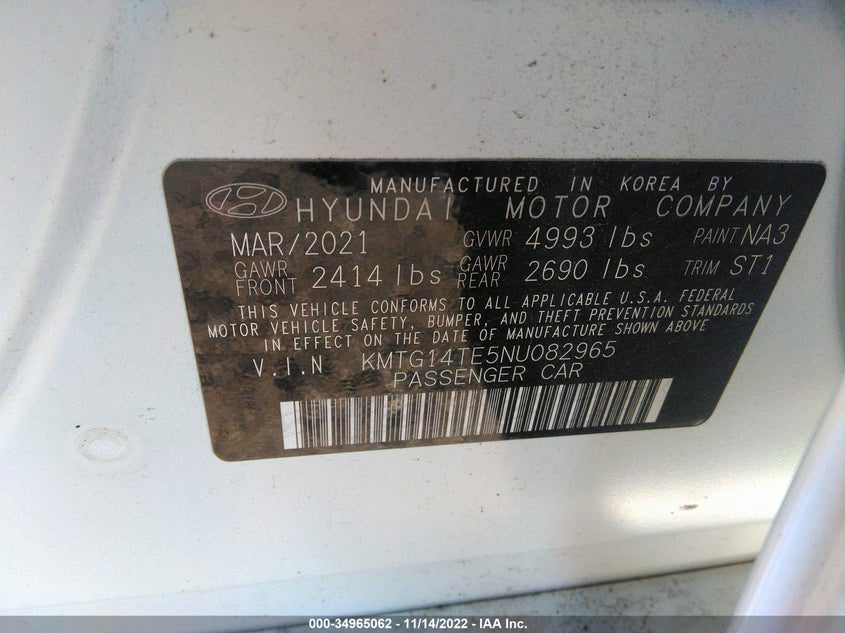 MANUFACTURED IN KOREA BY
HYUNDAI MOTOR COMPANY
MAR/2021 GVWR 4993 lbs PAINT NA3
GAWR FRONT 2414 lbs GAWR REAR 2690 lbs TRIM ST1
THIS VEHICLE CONFORMS TO ALL APPLICABLE U.S.A. FEDERAL
MOTOR VEHICLE SAFETY, BUMPER, AND THEFT PREVENTION STANDARDS
IN EFFECT ON THE DATE OF MANUFACTURE SHOWN ABOVE
V.I.N KMTG14TE5NU082965
PASSENGER CAR
000-34965062 - 11/14/2022 - IAA Inc.